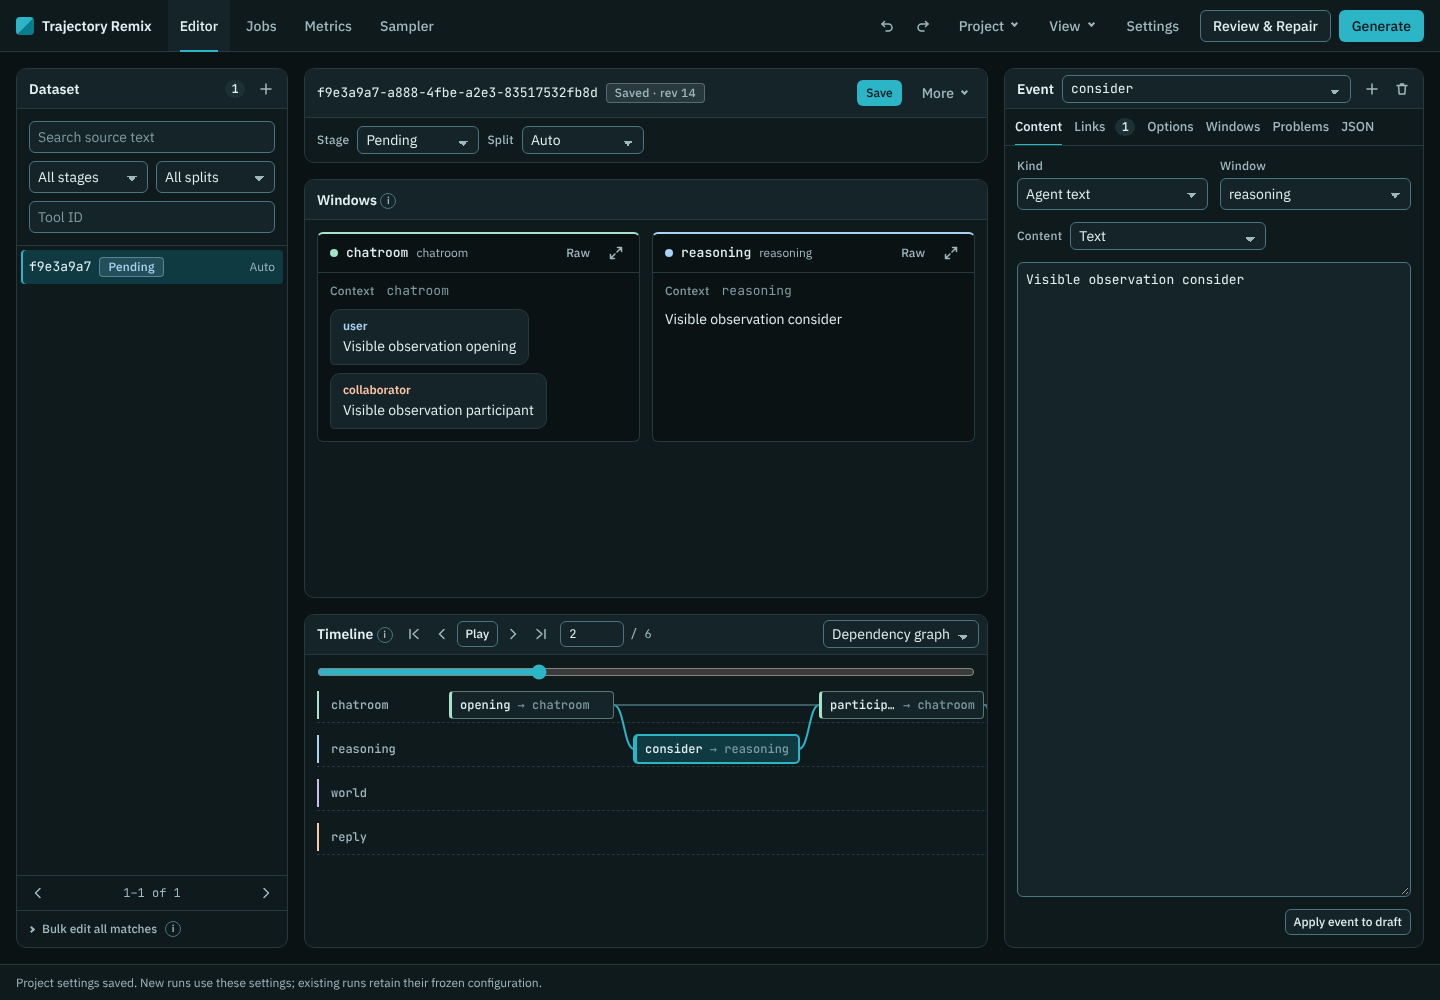 Trajectory Remix
Editor Jobs Metrics Sampler
Project View Settings Review & Repair Generate
Dataset 1
Search source text
All stages All splits
Tool ID
f9e3a9a7 Pending Auto
1–1 of 1
Bulk edit all matches i
f9e3a9a7-a888-4fbe-a2e3-83517532fb8d Saved · rev 14 Save More
Stage Pending Split Auto
Windows i
chatroom chatroom Raw
Context chatroom
user
Visible observation opening
collaborator
Visible observation participant
reasoning reasoning Raw
Context reasoning
Visible observation consider
Timeline i Play 2 / 6 Dependency graph
chatroom opening → chatroom particip… → chatroom
reasoning consider → reasoning
world
reply
Event consider
Content Links 1 Options Windows Problems JSON
Kind Window
Agent text reasoning
Content Text
Visible observation consider
Apply event to draft
Project settings saved. New runs use these settings; existing runs retain their frozen configuration.